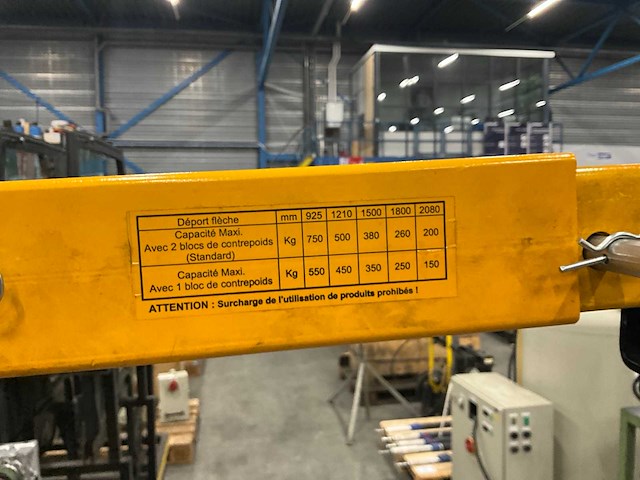 Déport flèche mm 925 1210 1500 1800 2080
Capacité Maxi.
Avec 2 blocs de contrepoids Kg 750 500 380 260 200
(Standard)
Capacité Maxi. Kg 550 450 350 250 150
Avec 1 bloc de contrepoids
ATTENTION : Surcharge de l'utilisation de produits prohibés !